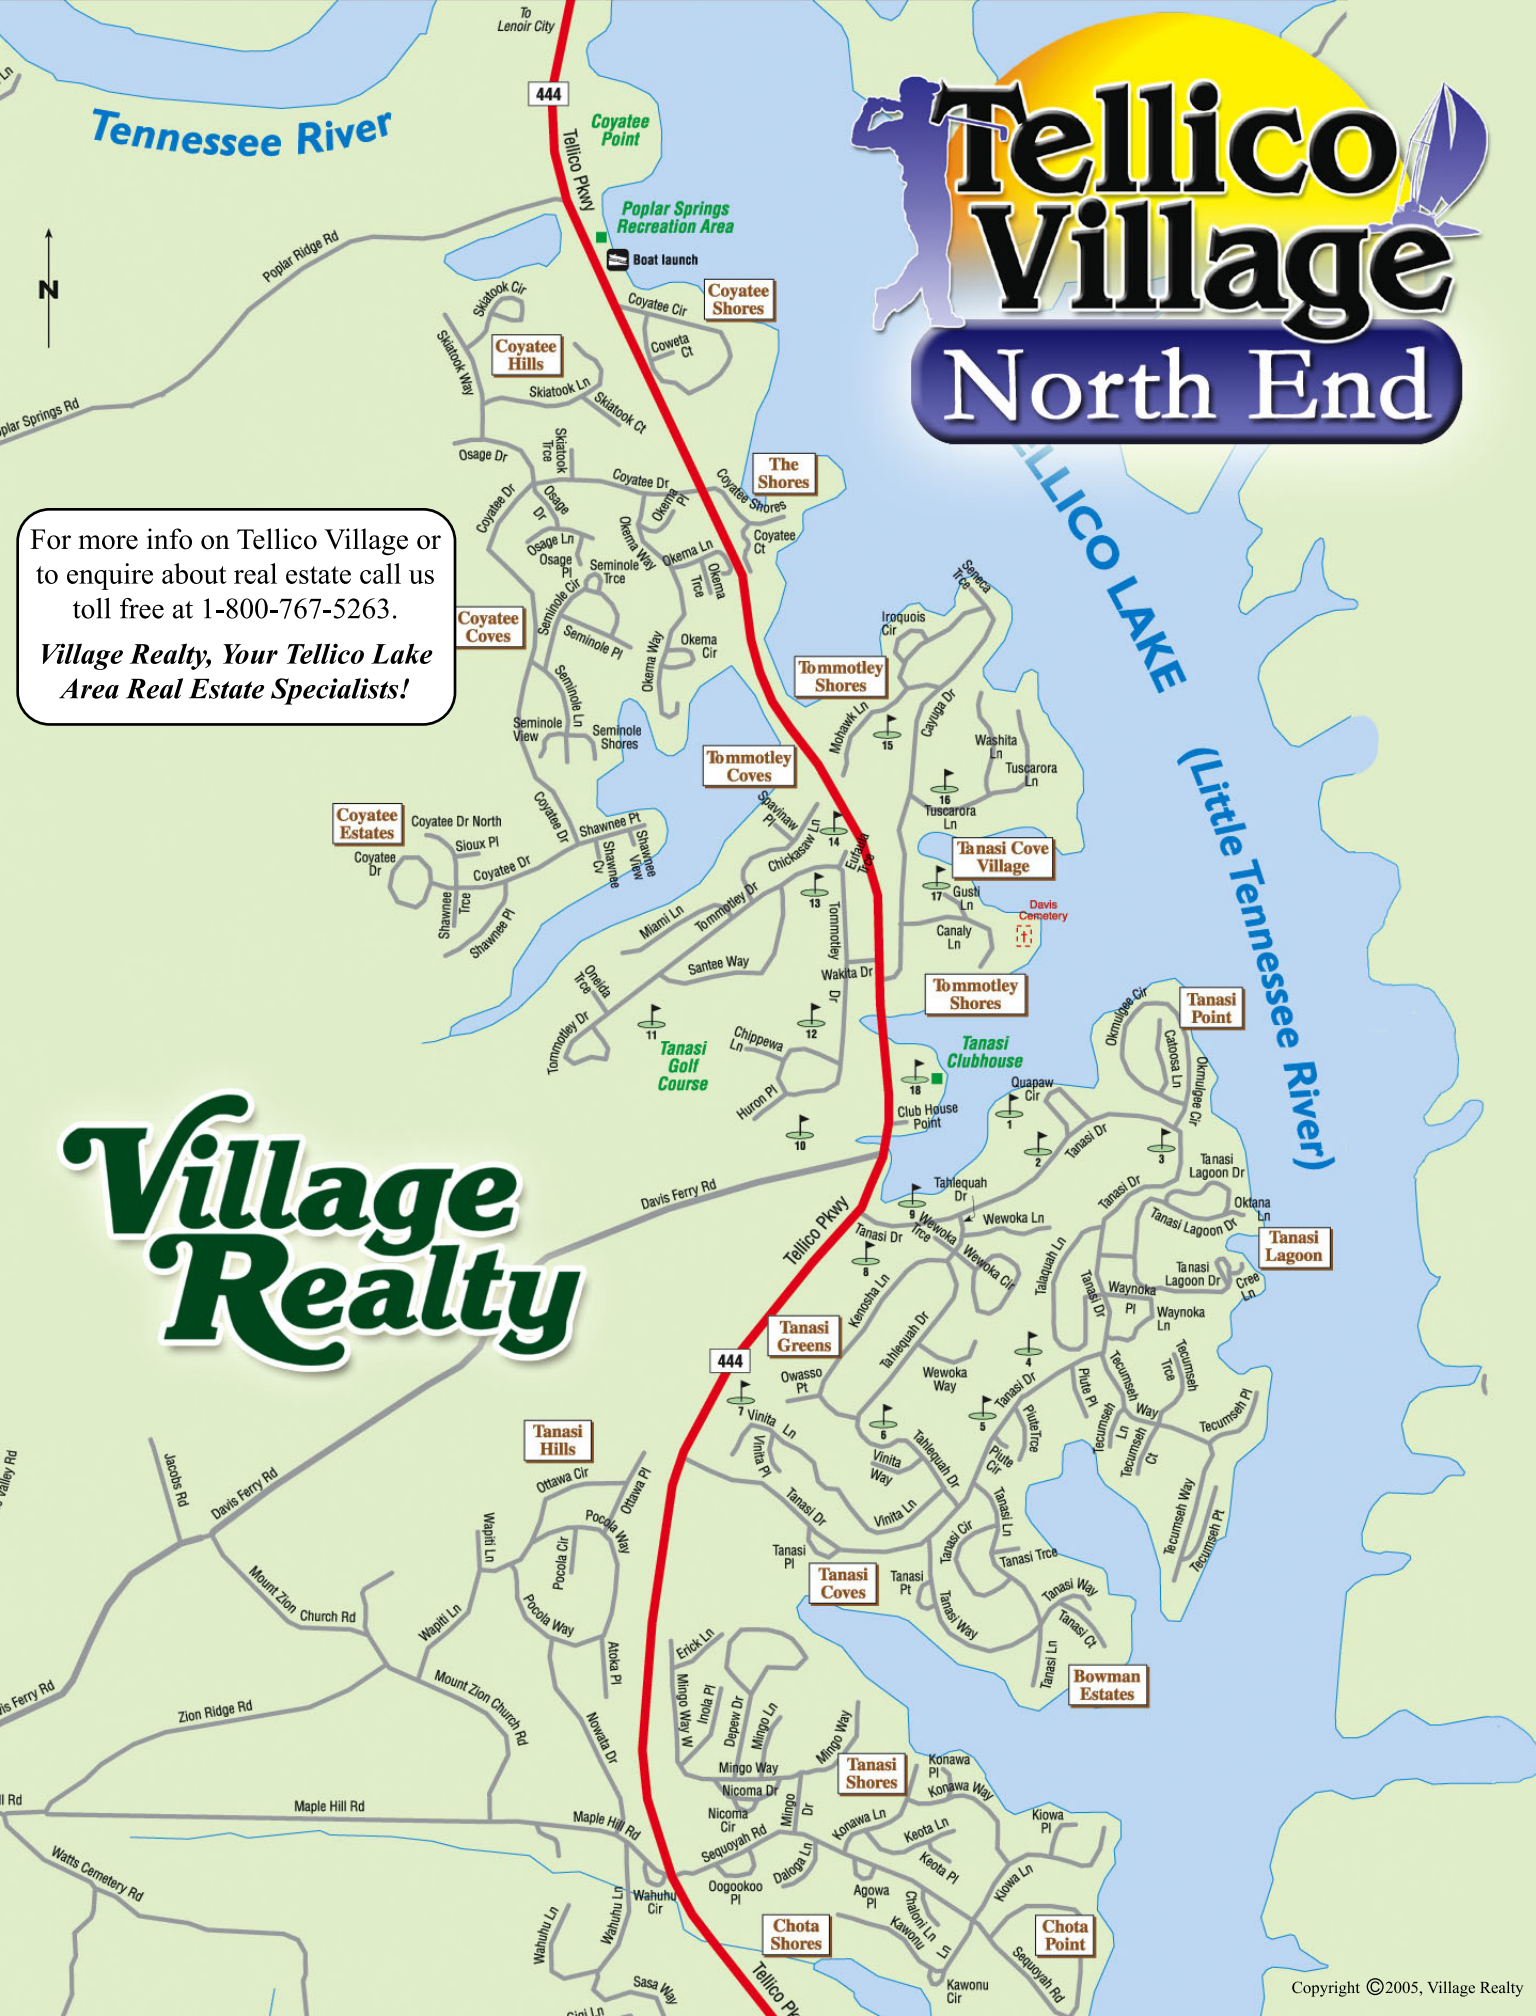 To
Lenoir City
444
Tellico Pkwy
Coyatee
Point
Tennessee River
Tellico
Village
North End
Poplar Springs
Recreation Area
Boat launch
Poplar Ridge Rd
N
Coyatee
Shores
Coyatee Cir
Coweta
Ct
Skiatook Cir
Skiatook Way
Coyatee
Hills
Skiatook Ln
Skiatook Ct
Osage Dr
Skiatook
Trce
Coyatee Dr
The
Shores
Coyatee Shores
Coyatee
Ct
Coyatee Dr
Osage
Dr
Osage Ln
Osage
Pl
Okema
Pl
Okema Way
Okema Ln
Okema
Trce
Seminole
Trce
Seminole Cir
Seminole Pl
Okema
Cir
Okema Way
Coyatee
Coves
For more info on Tellico Village or
to enquire about real estate call us
toll free at 1-800-767-5263.
Village Realty, Your Tellico Lake
Area Real Estate Specialists!
Seminole Ln
Seminole
View
Seminole
Shores
ELLICO LAKE
(Little Tennessee River)
Seneca
Trce
Iroquois
Cir
Tommotley
Shores
Mohawk Ln
15
Cayuga Dr
Washita
Ln
Tuscarora
Ln
16
Tuscarora
Ln
Tommotley
Coves
Spavinaw
Pl
Chickasaw Ln
14
Eufaula
Trce
Tanasi Cove
Village
17
Gusti
Ln
Canaly
Ln
Davis
Cemetery
Coyatee
Estates
Coyatee Dr North
Sioux Pl
Coyatee
Dr
Coyatee Dr
Coyatee Dr
Shawnee Pt
Shawnee
Cv
Shawnee
View
Shawnee
Trce
Shawnee Pl
Miami Ln
Tommotley Dr
13
Tommotley
Dr
Santee Way
Wakita Dr
Oneida
Trce
Tommotley Dr
11
12
Tanasi
Golf
Course
Chippewa
Ln
Huron Pl
10
Tommotley
Shores
Tanasi
Clubhouse
18
Club House
Point
Quapaw
Cir
1
2
3
Okmulgee Cir
Catoosa Ln
Okmulgee Cir
Tanasi
Point
Tanasi Dr
Tanasi Dr
Tanasi
Lagoon Dr
Oktana
Ln
Tanasi Lagoon Dr
Tanasi
Lagoon
Tanasi
Lagoon Dr
Cree
Ln
Village
Realty
Davis Ferry Rd
Tellico Pkwy
9
Tahlequah
Dr
Wewoka
Trce
Wewoka Ln
Tanasi Dr
8
Wewoka Cir
Kenosha Ln
Tahlequah Dr
Talaquah Ln
Tanasi Dr
Waynoka
Pl
Waynoka
Ln
444
Tanasi
Greens
Owasso
Pt
Wewoka
Way
4
Tanasi Dr
7
Vinita Ln
Vinita Pl
6
5
Vinita
Way
Tahlequah Dr
Piute Trce
Piute
Cir
Piute Pl
Tecumseh Way
Tecumseh
Trce
Tecumseh
Ln
Tecumseh
Ct
Tecumseh Pl
Tecumseh Way
Tecumseh Pt
Tanasi
Hills
Ottawa Cir
Ottawa Pl
Pocola Way
Pocola Cir
Wapiti Ln
Jacobs Rd
Davis Ferry Rd
Valley Rd
Tanasi Dr
Vinita Ln
Tanasi
Pl
Tanasi
Coves
Tanasi Cir
Tanasi Ln
Tanasi Trce
Tanasi
Pt
Tanasi Way
Tanasi Way
Tanasi Ct
Tanasi Ln
Bowman
Estates
Mount Zion
Church Rd
Wapiti Ln
Pocola Way
Atoka Pl
Mount Zion Church Rd
Zion Ridge Rd
Nowata Dr
Maple Hill Rd
Maple Hill Rd
Watts Cemetery Rd
Erick Ln
Mingo Way W
Inola Pl
Depew Dr
Mingo Ln
Mingo Way
Mingo Way
Nicoma Dr
Nicoma
Cir
Mingo
Dr
Tanasi
Shores
Konawa
Pl
Konawa Way
Konawa Ln
Keota Ln
Keota Pl
Kiowa
Pl
Kiowa Ln
Sequoyah Rd
Daloga Ln
Oogookoo
Pl
Agowa
Pl
Chaloni Ln
Kawonu
Ln
Wahuhu
Cir
Wahuhu Ln
Wahuhu Ln
Sasa Way
Gigi Ln
Chota
Shores
Chota
Point
Sequoyah Rd
Kawonu
Cir
Copyright ©2005, Village Realty